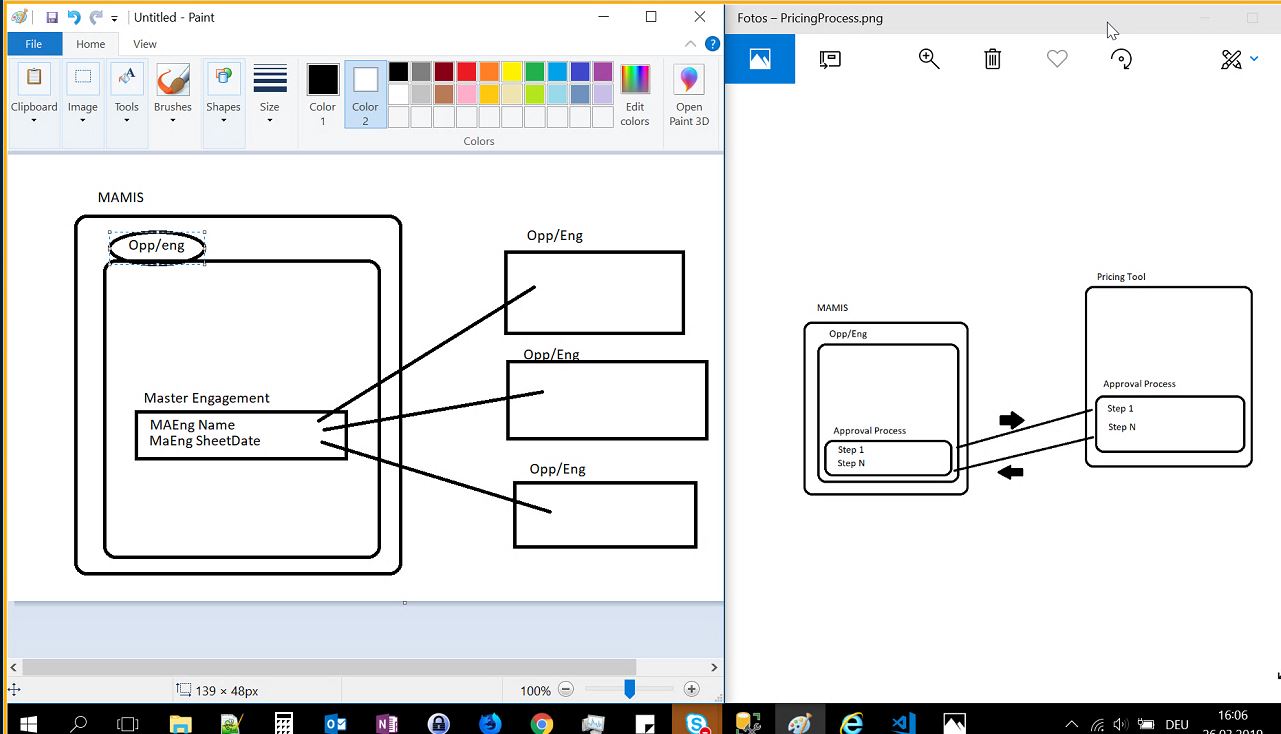 Untitled - Paint
File
Home
View
Clipboard
Image
Tools
Brushes
Shapes
Size
Color
1
Color
2
Edit
colors
Open
Paint 3D
Colors
MAMIS
Opp/eng
Master Engagement
MAEng Name
MaEng SheetDate
Opp/Eng
Opp/Eng
Opp/Eng
139 × 48px
100%
Fotos – PricingProcess.png
Pricing Tool
MAMIS
Opp/Eng
Approval Process
Step 1
Step N
Approval Process
Step 1
Step N
DEU
16:06
26.02.2019